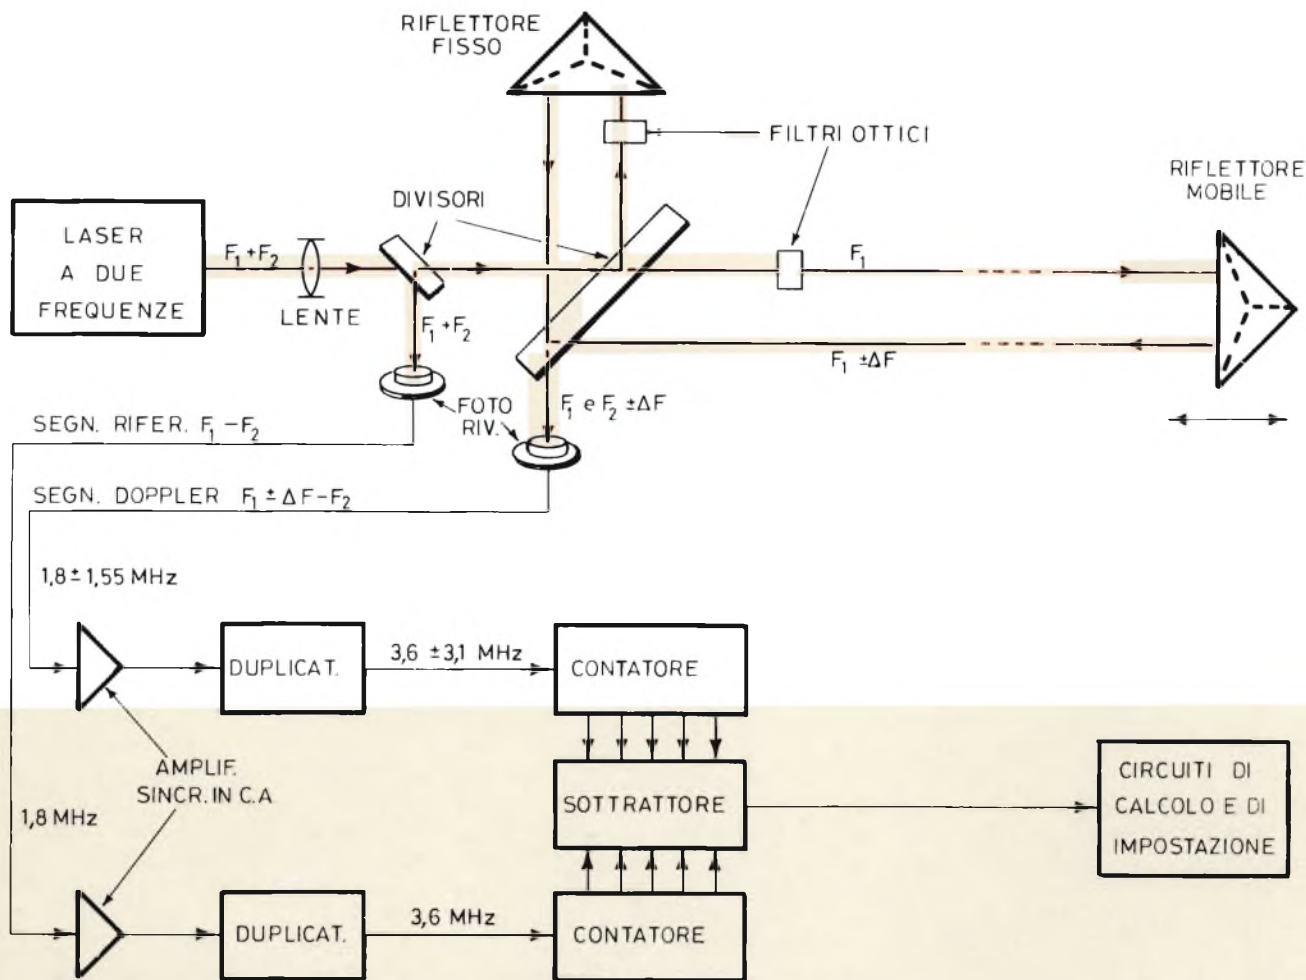 RIFLETTORE
FISSO
FILTRI OTTICI
RIFLETTORE
MOBILE
DIVISORI
LASER
A DUE
FREQUENZE
F₁+F₂
LENTE
F₁
F₁+F₂
F₁ ±ΔF
FOTO
RIV.
F₁ e F₂ ±ΔF
SEGN. RIFER. F₁-F₂
SEGN. DOPPLER F₁ ± ΔF-F₂
1,8 ± 1,55 MHz
DUPLICAT.
3,6 ± 3,1 MHz
CONTATORE
AMPLIF.
SINCR. IN C.A.
SOTTRATTORE
CIRCUITI DI
CALCOLO E DI
IMPOSTAZIONE
1,8 MHz
DUPLICAT.
3,6 MHz
CONTATORE